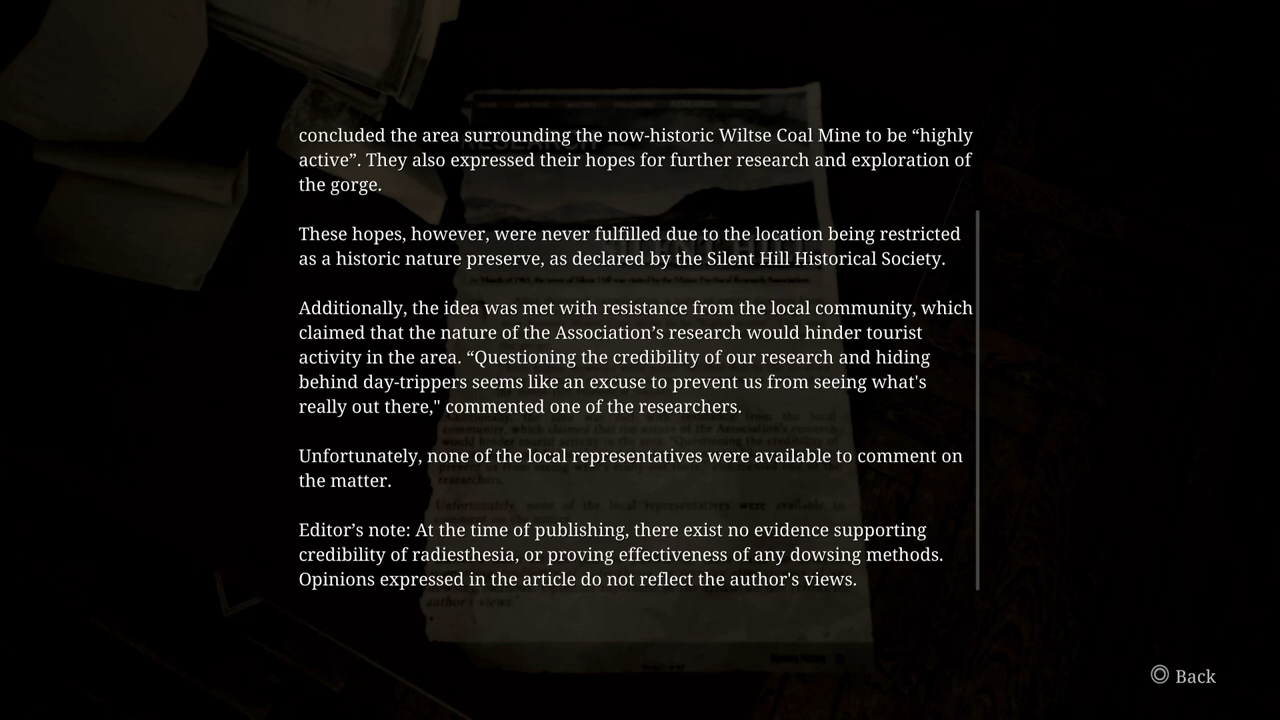 concluded the area surrounding the now-historic Wiltse Coal Mine to be “highly
active”. They also expressed their hopes for further research and exploration of
the gorge.
These hopes, however, were never fulfilled due to the location being restricted
as a historic nature preserve, as declared by the Silent Hill Historical Society.
Additionally, the idea was met with resistance from the local community, which
claimed that the nature of the Association’s research would hinder tourist
activity in the area. “Questioning the credibility of our research and hiding
behind day-trippers seems like an excuse to prevent us from seeing what's
really out there," commented one of the researchers.
Unfortunately, none of the local representatives were available to comment on
the matter.
Editor’s note: At the time of publishing, there exist no evidence supporting
credibility of radiesthesia, or proving effectiveness of any dowsing methods.
Opinions expressed in the article do not reflect the author's views.
Back